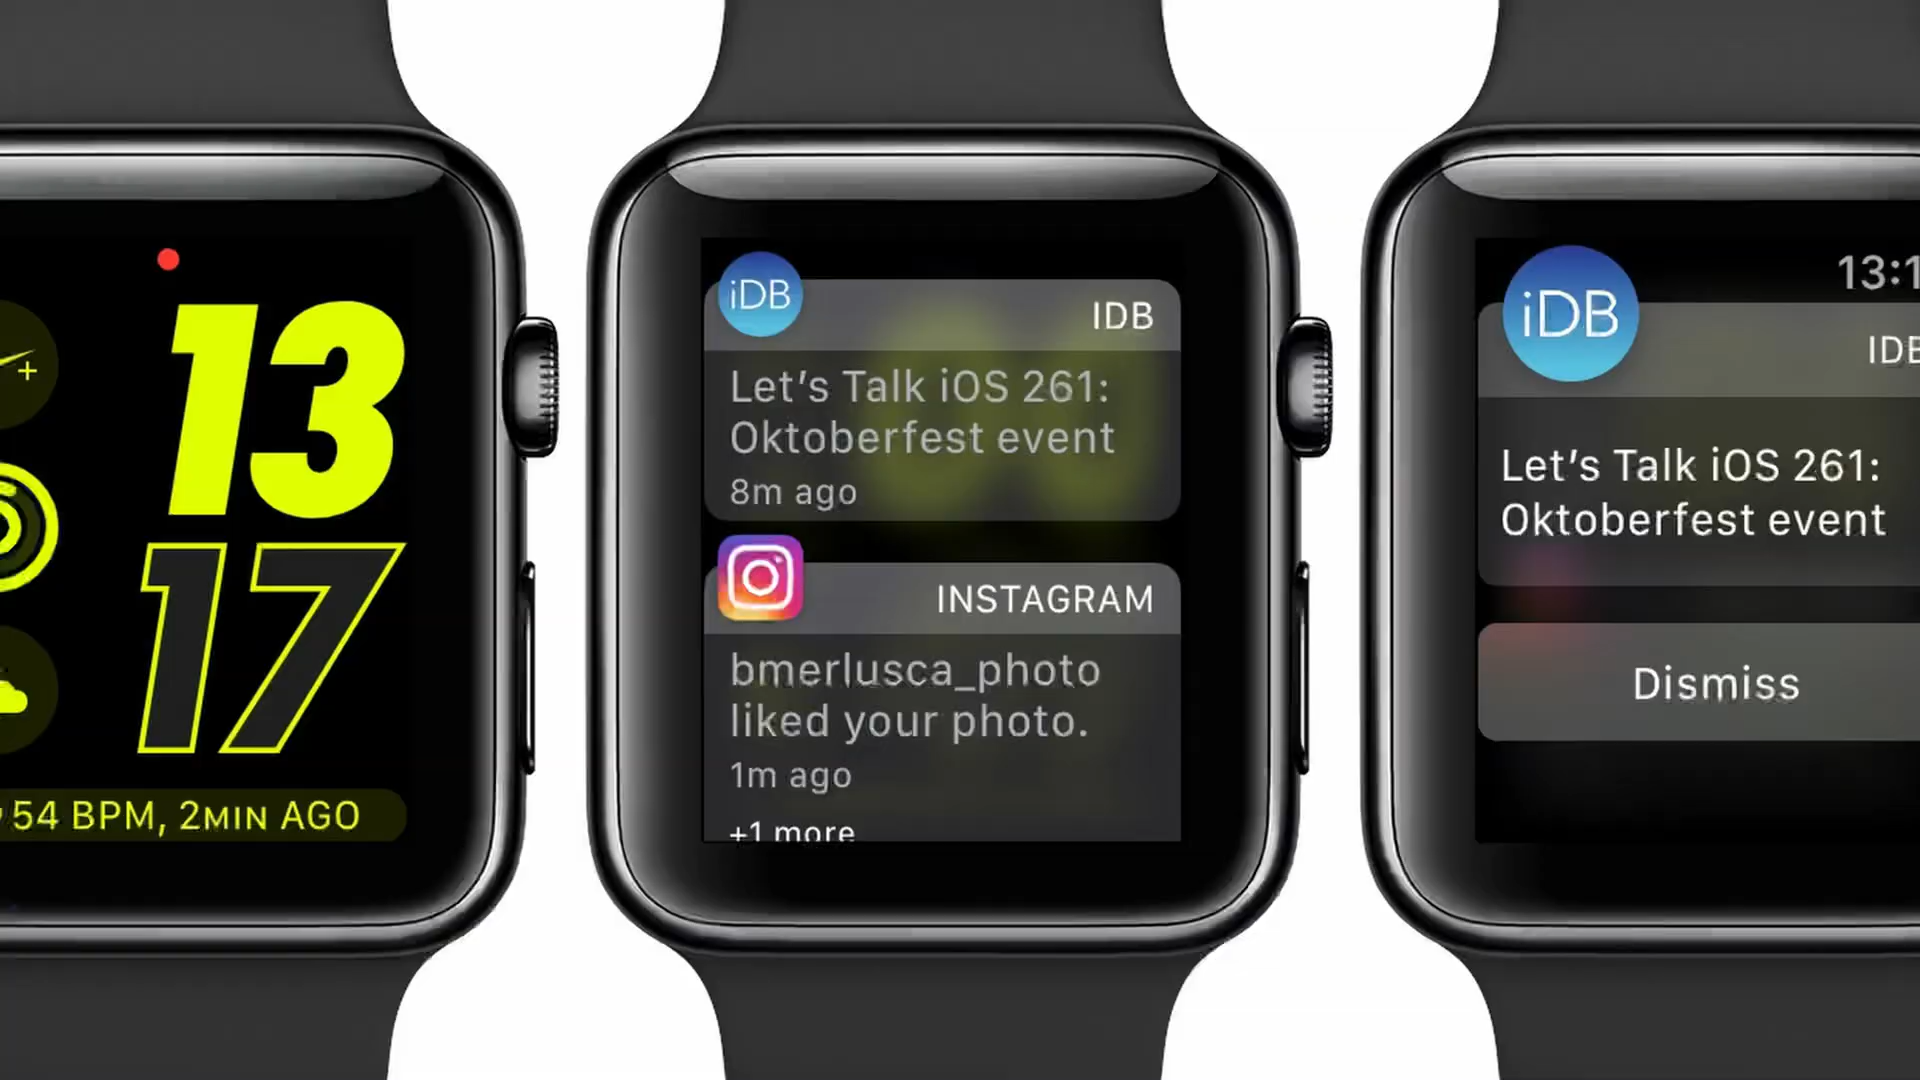 13
17
54 BPM, 2MIN AGO
iDB
IDB
Let's Talk iOS 261:
Oktoberfest event
8m ago
INSTAGRAM
bmerlusca_photo
liked your photo.
1m ago
+1 more
13:1
iDB
IDB
Let's Talk iOS 261:
Oktoberfest event
Dismiss